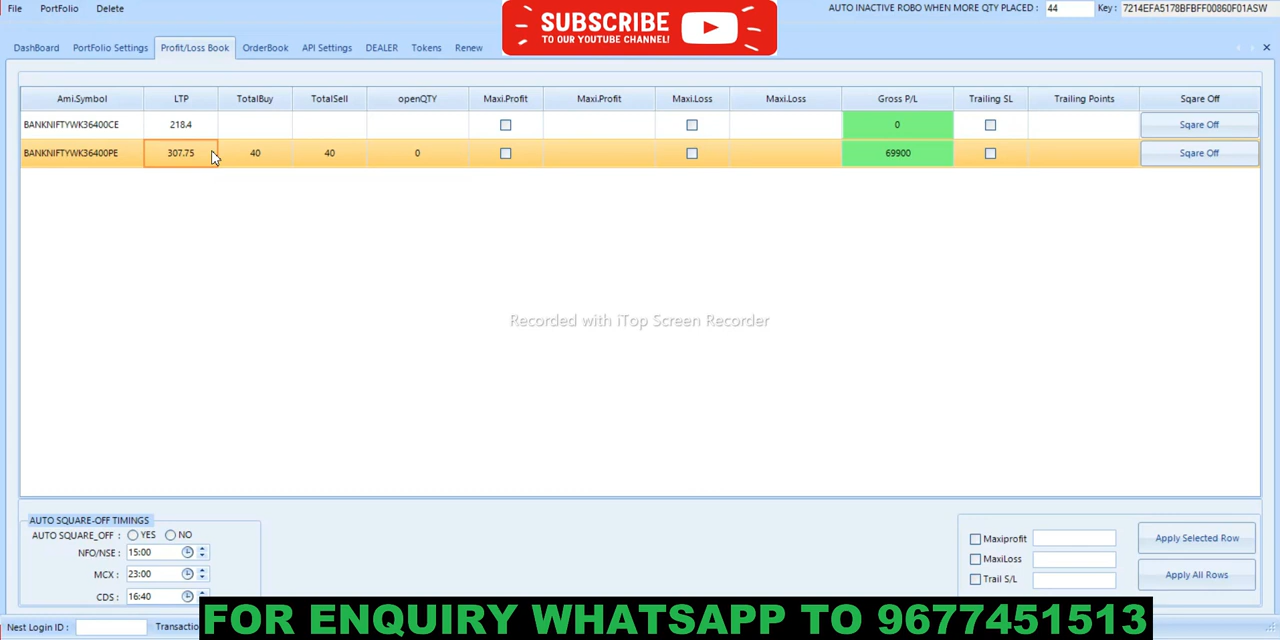 File PortFolio Delete
SUBSCRIBE
TO OUR YOUTUBE CHANNEL!
AUTO INACTIVE ROBO WHEN MORE QTY PLACED : 44 Key : 7214EFA5178BFBFF00860F01ASW
DashBoard PortFolio Settings Profit/Loss Book OrderBook API Settings DEALER Tokens Renew
Ami.Symbol LTP TotalBuy TotalSell openQTY Maxi.Profit Maxi.Profit Maxi.Loss Maxi.Loss Gross P/L Trailing SL Trailing Points Sqare Off
BANKNIFTYWK36400CE 218.4 0 Sqare Off
BANKNIFTYWK36400PE 307.75 40 40 0 69900 Sqare Off
Recorded with iTop Screen Recorder
AUTO SQUARE-OFF TIMINGS
AUTO SQUARE_OFF : YES NO
NFO/NSE : 15:00
MCX : 23:00
CDS : 16:40
Maxiprofit
MaxiLoss
Trail S/L
Apply Selected Row
Apply All Rows
Nest Login ID :
FOR ENQUIRY WHATSAPP TO 9677451513